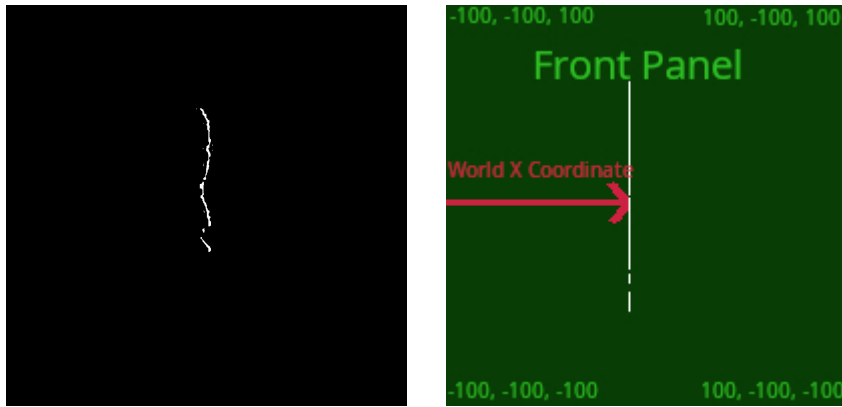 -100, -100, 100
100, -100, 100
Front Panel
World X Coordinate
-100, -100, -100
100, -100, -100